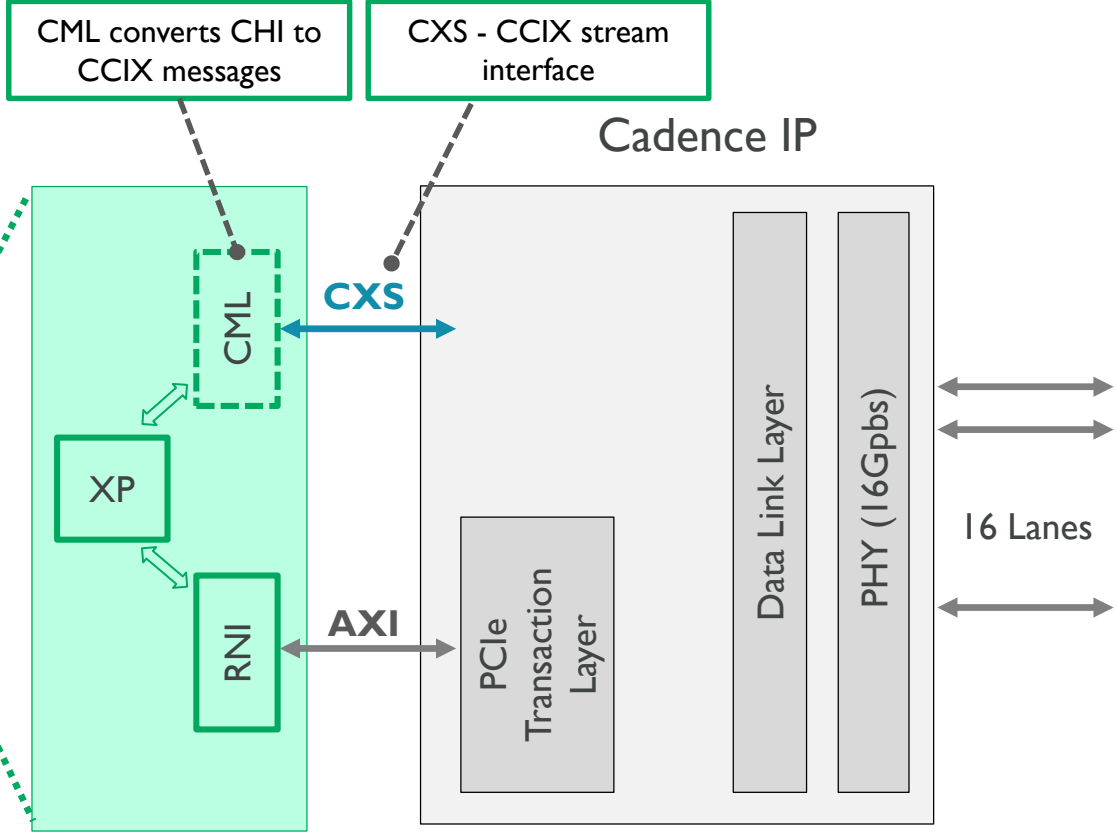 CML converts CHI to
CCIX messages
CXS - CCIX stream
interface
Cadence IP
CML
CXS
XP
RNI
AXI
PCIe
Transaction
Layer
Data Link Layer
PHY (16Gpbs)
16 Lanes